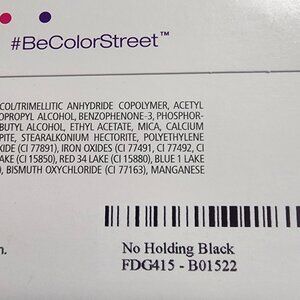 #BeColorStreet™
COL/TRIMELLITIC ANHYDRIDE COPOLYMER, ACETYL
OPROPYL ALCOHOL, BENZOPHENONE-3, PHOSPHOR-
BUTYL ALCOHOL, ETHYL ACETATE, MICA, CALCIUM
PITE, STEARALKONIUM HECTORITE, POLYETHYLENE
XIDE (CI 77891), IRON OXIDES (CI 77491, CI 77492, CI
AKE (CI 15850), RED 34 LAKE (CI 15880), BLUE 1 LAKE
), BISMUTH OXYCHLORIDE (CI 77163), MANGANESE
n.
No Holding Black
FDG415 - B01522